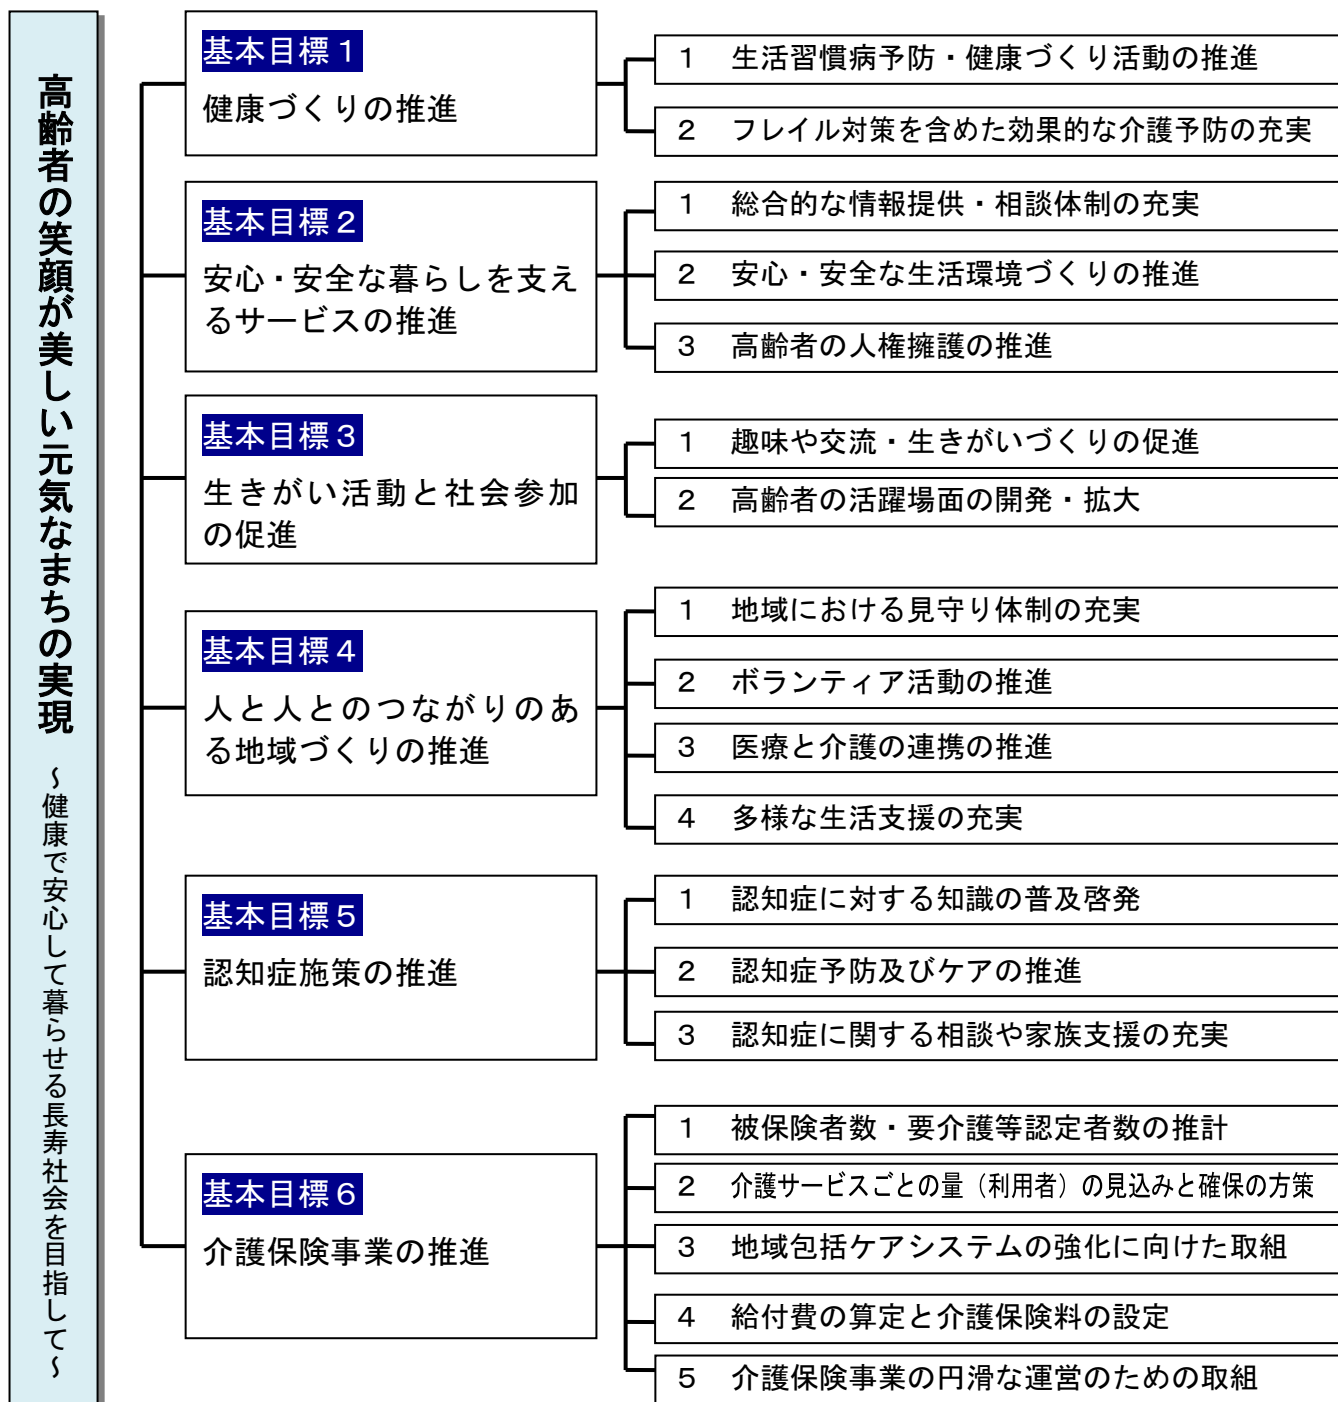 高齢者の笑顔が美しい元気なまちの実現 ～健康で安心して暮らせる長寿社会を目指して～
基本目標１
健康づくりの推進
１ 生活習慣病予防・健康づくり活動の推進
２ フレイル対策を含めた効果的な介護予防の充実
基本目標２
安心・安全な暮らしを支え
るサービスの推進
１ 総合的な情報提供・相談体制の充実
２ 安心・安全な生活環境づくりの推進
３ 高齢者の人権擁護の推進
基本目標３
生きがい活動と社会参加
の促進
１ 趣味や交流・生きがいづくりの促進
２ 高齢者の活躍場面の開発・拡大
基本目標４
人と人とのつながりのあ
る地域づくりの推進
１ 地域における見守り体制の充実
２ ボランティア活動の推進
３ 医療と介護の連携の推進
４ 多様な生活支援の充実
基本目標５
認知症施策の推進
１ 認知症に対する知識の普及啓発
２ 認知症予防及びケアの推進
３ 認知症に関する相談や家族支援の充実
基本目標６
介護保険事業の推進
１ 被保険者数・要介護等認定者数の推計
２ 介護サービスごとの量（利用者）の見込みと確保の方策
３ 地域包括ケアシステムの強化に向けた取組
４ 給付費の算定と介護保険料の設定
５ 介護保険事業の円滑な運営のための取組